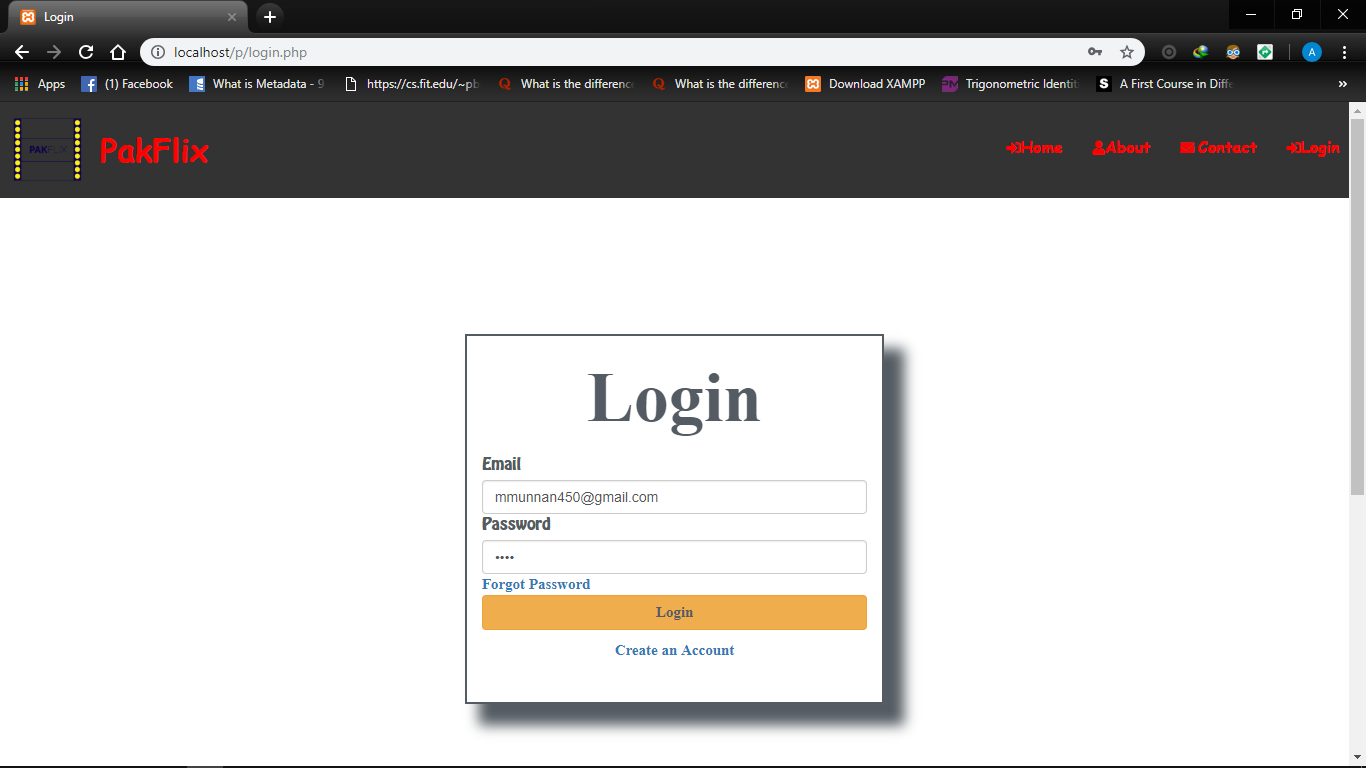 Login
localhost/p/login.php
A
Apps
(1) Facebook
What is Metadata - 9
https://cs.fit.edu/~pb
What is the difference
What is the difference
Download XAMPP
Trigonometric Identit
A First Course in Diffe
»
PAKFLIX
PakFlix
Home
About
Contact
Login
Login
Email
mmunnan450@gmail.com
Password
••••
Forgot Password
Login
Create an Account